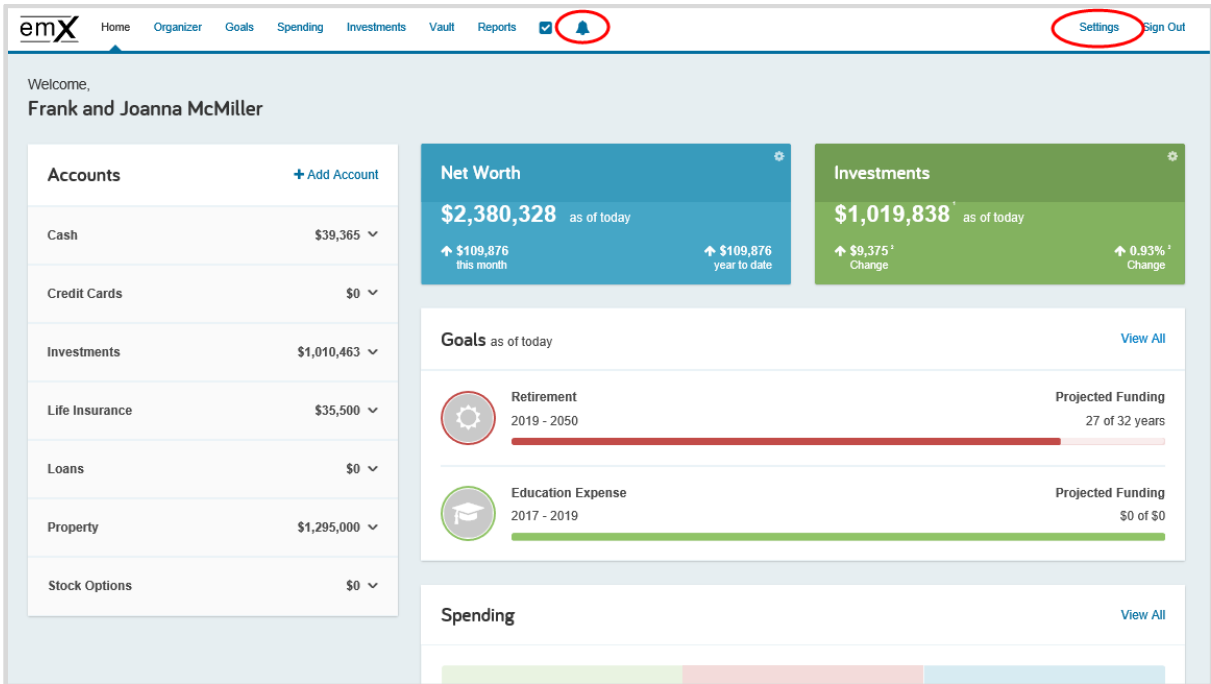 emX Home Organizer Goals Spending Investments Vault Reports Settings Sign Out
Welcome,
Frank and Joanna McMiller
Accounts + Add Account
Cash $39,365
Credit Cards $0
Investments $1,010,463
Life Insurance $35,500
Loans $0
Property $1,295,000
Stock Options $0
Net Worth
$2,380,328 as of today
$109,876 $109,876
this month year to date
Investments
$1,019,838 as of today
$9,375 0.93%
Change Change
Goals as of today View All
Retirement Projected Funding
2019 - 2050 27 of 32 years
Education Expense Projected Funding
2017 - 2019 $0 of $0
Spending View All